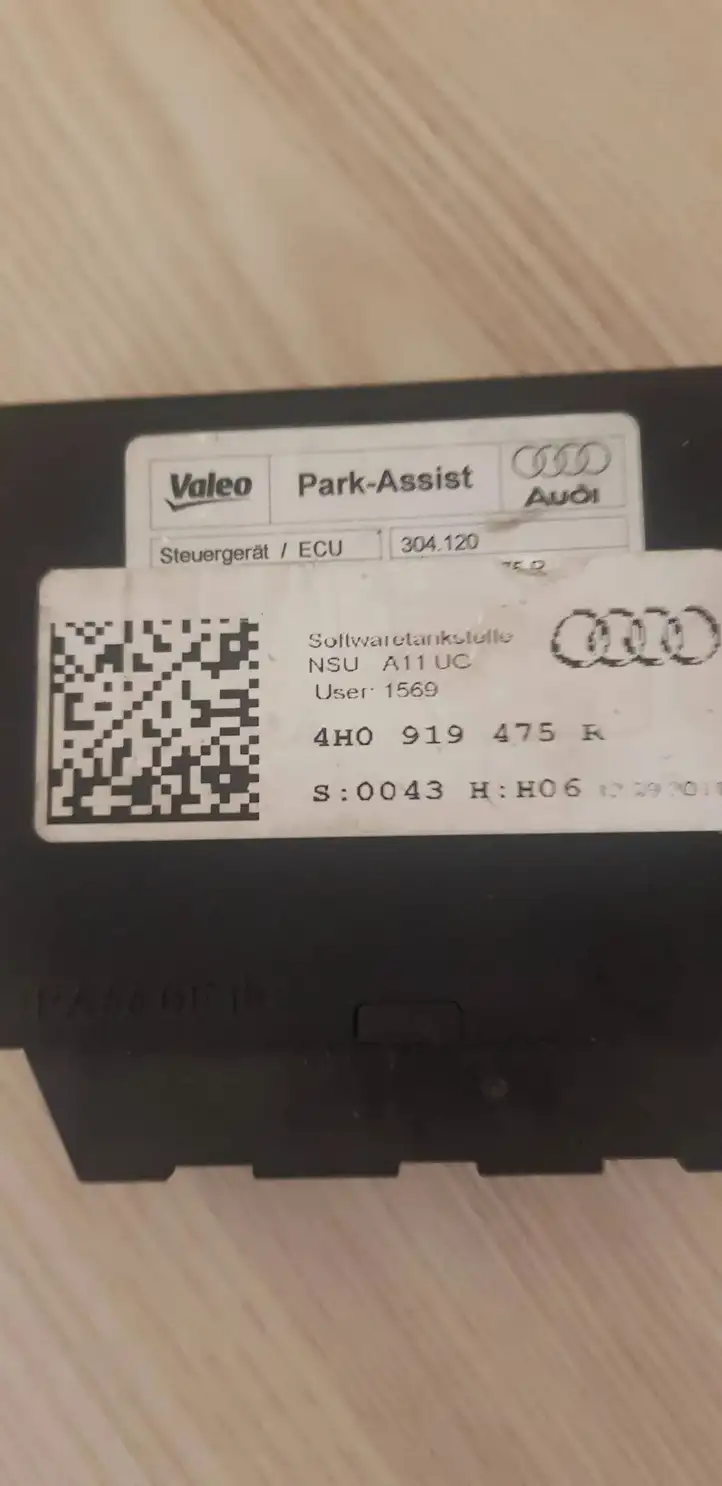 Valeo Park-Assist Audi
Steuergerät / ECU 304.120
Softwaretankstelle
NSU A11 UC
User: 1569
4H0 919 475 R
S:0043 H:H06